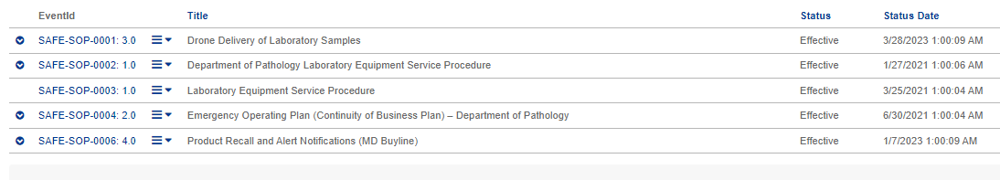 EventId Title Status Status Date
SAFE-SOP-0001: 3.0 Drone Delivery of Laboratory Samples Effective 3/28/2023 1:00:09 AM
SAFE-SOP-0002: 1.0 Department of Pathology Laboratory Equipment Service Procedure Effective 1/27/2021 1:00:06 AM
SAFE-SOP-0003: 1.0 Laboratory Equipment Service Procedure Effective 3/25/2021 1:00:04 AM
SAFE-SOP-0004: 2.0 Emergency Operating Plan (Continuity of Business Plan) – Department of Pathology Effective 6/30/2021 1:00:04 AM
SAFE-SOP-0006: 4.0 Product Recall and Alert Notifications (MD Buyline) Effective 1/7/2023 1:00:09 AM